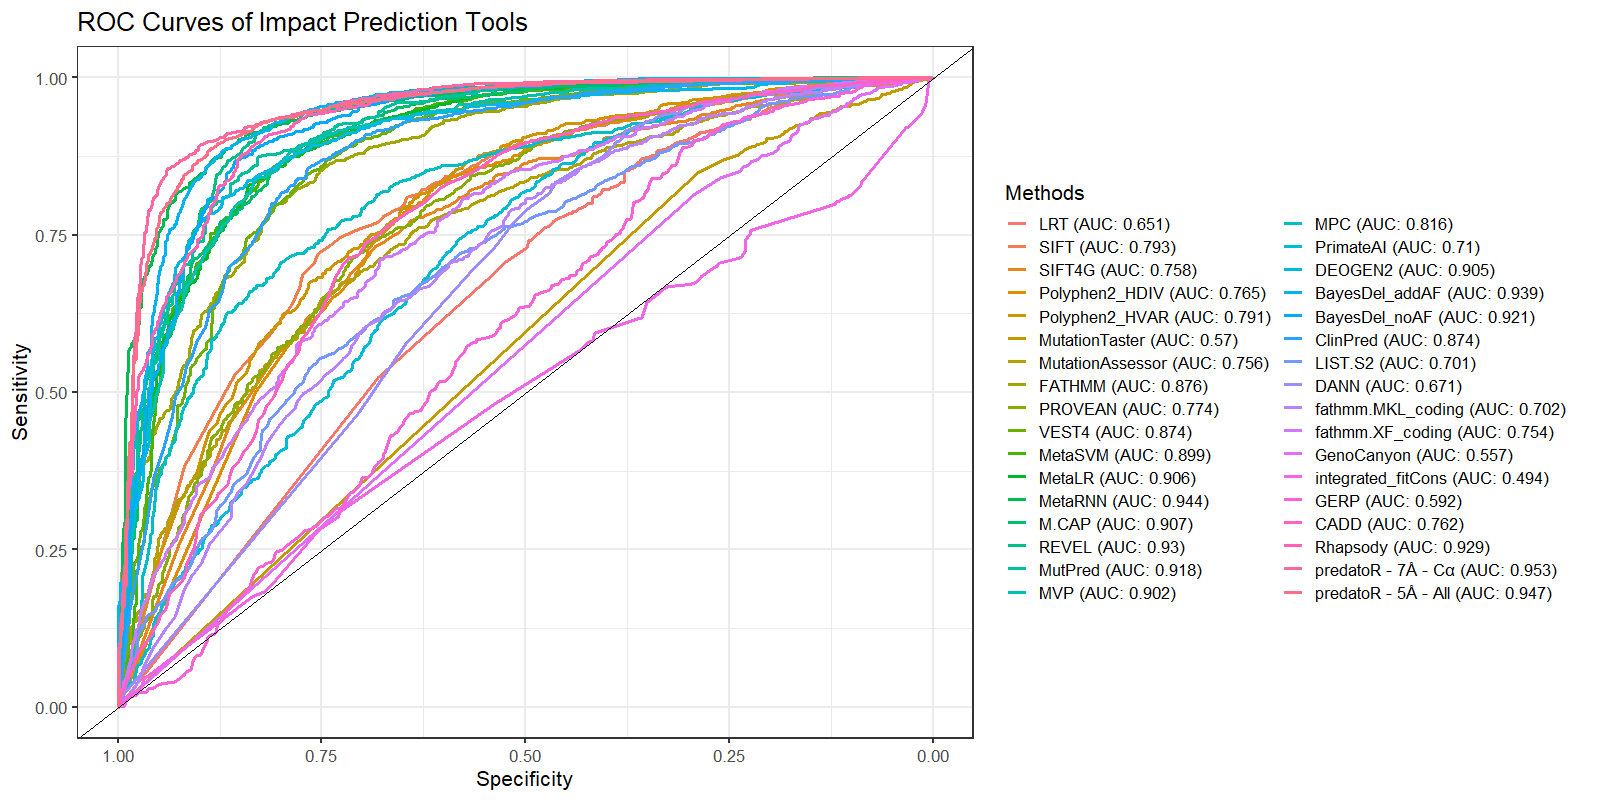 ROC Curves of Impact Prediction Tools
Sensitivity
1.00
0.75
0.50
0.25
0.00
1.00
0.75
0.50
0.25
0.00
Specificity
Methods
LRT (AUC: 0.651)
SIFT (AUC: 0.793)
SIFT4G (AUC: 0.758)
Polyphen2_HDIV (AUC: 0.765)
Polyphen2_HVAR (AUC: 0.791)
MutationTaster (AUC: 0.57)
MutationAssessor (AUC: 0.756)
FATHMM (AUC: 0.876)
PROVEAN (AUC: 0.774)
VEST4 (AUC: 0.874)
MetaSVM (AUC: 0.899)
MetaLR (AUC: 0.906)
MetaRNN (AUC: 0.944)
M.CAP (AUC: 0.907)
REVEL (AUC: 0.93)
MutPred (AUC: 0.918)
MVP (AUC: 0.902)
MPC (AUC: 0.816)
PrimateAI (AUC: 0.71)
DEOGEN2 (AUC: 0.905)
BayesDel_addAF (AUC: 0.939)
BayesDel_noAF (AUC: 0.921)
ClinPred (AUC: 0.874)
LIST.S2 (AUC: 0.701)
DANN (AUC: 0.671)
fathmm.MKL_coding (AUC: 0.702)
fathmm.XF_coding (AUC: 0.754)
GenoCanyon (AUC: 0.557)
integrated_fitCons (AUC: 0.494)
GERP (AUC: 0.592)
CADD (AUC: 0.762)
Rhapsody (AUC: 0.929)
predatoR - 7Å - Cα (AUC: 0.953)
predatoR - 5Å - All (AUC: 0.947)